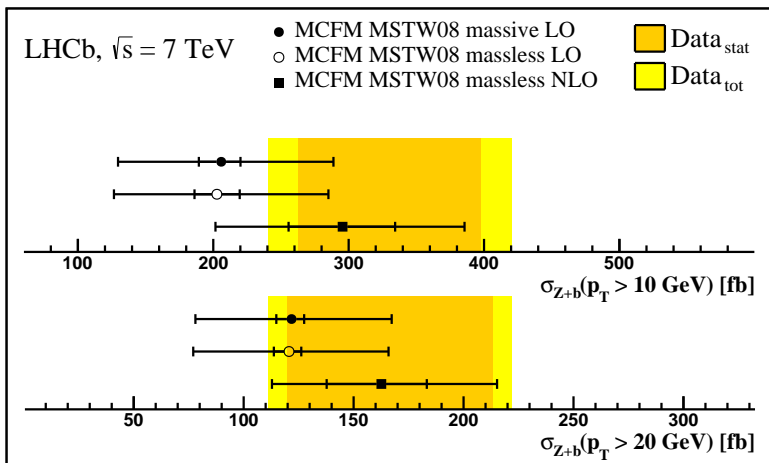 LHCb, √s = 7 TeV
MCFM MSTW08 massive LO
MCFM MSTW08 massless LO
MCFM MSTW08 massless NLO
Data_stat
Data_tot
100 200 300 400 500
σ_Z+b(p_T > 10 GeV) [fb]
50 100 150 200 250 300
σ_Z+b(p_T > 20 GeV) [fb]